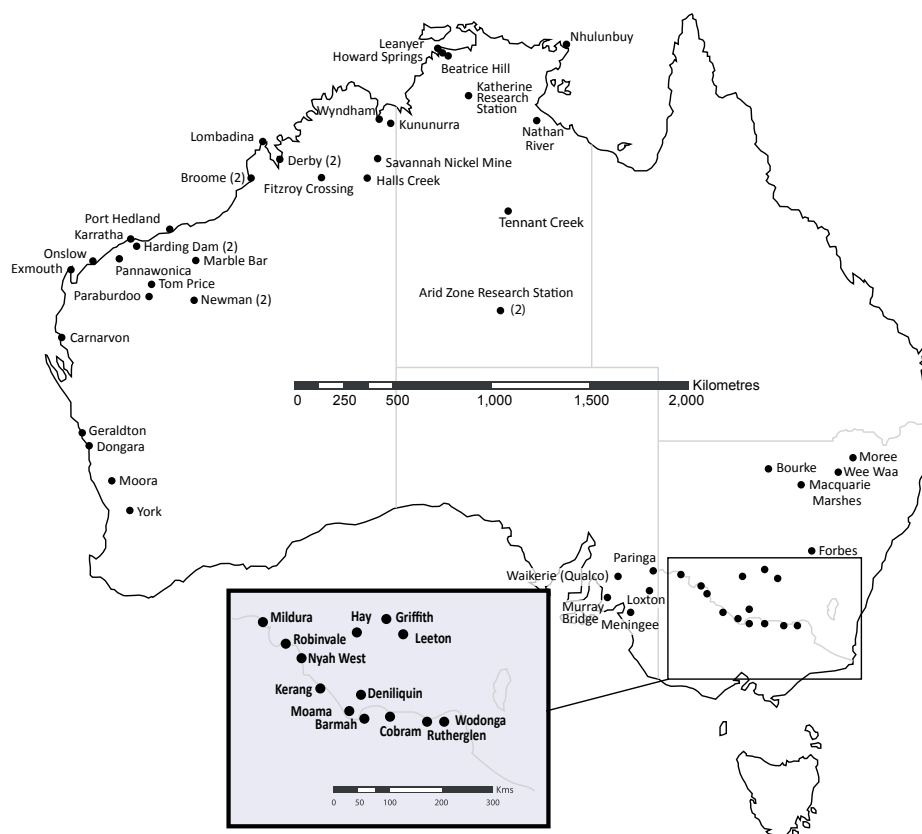 Nhulunbuy
Leanyer
Howard Springs
Beatrice Hill
Katherine
Research
Station
Wyndham
Kununurra
Nathan
River
Lombadina
Derby (2)
Savannah Nickel Mine
Broome (2)
Fitzroy Crossing
Halls Creek
Port Hedland
Tennant Creek
Karratha
Harding Dam (2)
Onslow
Marble Bar
Exmouth
Pannawonica
Tom Price
Paraburdoo
Newman (2)
Arid Zone Research Station
(2)
Carnarvon
Kilometres
0 250 500 1,000 1,500 2,000
Geraldton
Dongara
Moora
York
Moree
Bourke
Wee Waa
Macquarie
Marshes
Forbes
Paringa
Waikerie (Qualco)
Loxton
Murray
Bridge
Meningee
Mildura
Hay
Griffith
Leeton
Robinvale
Nyah West
Kerang
Deniliquin
Moama
Barmah
Cobram
Wodonga
Rutherglen
Kms
0 50 100 200 300